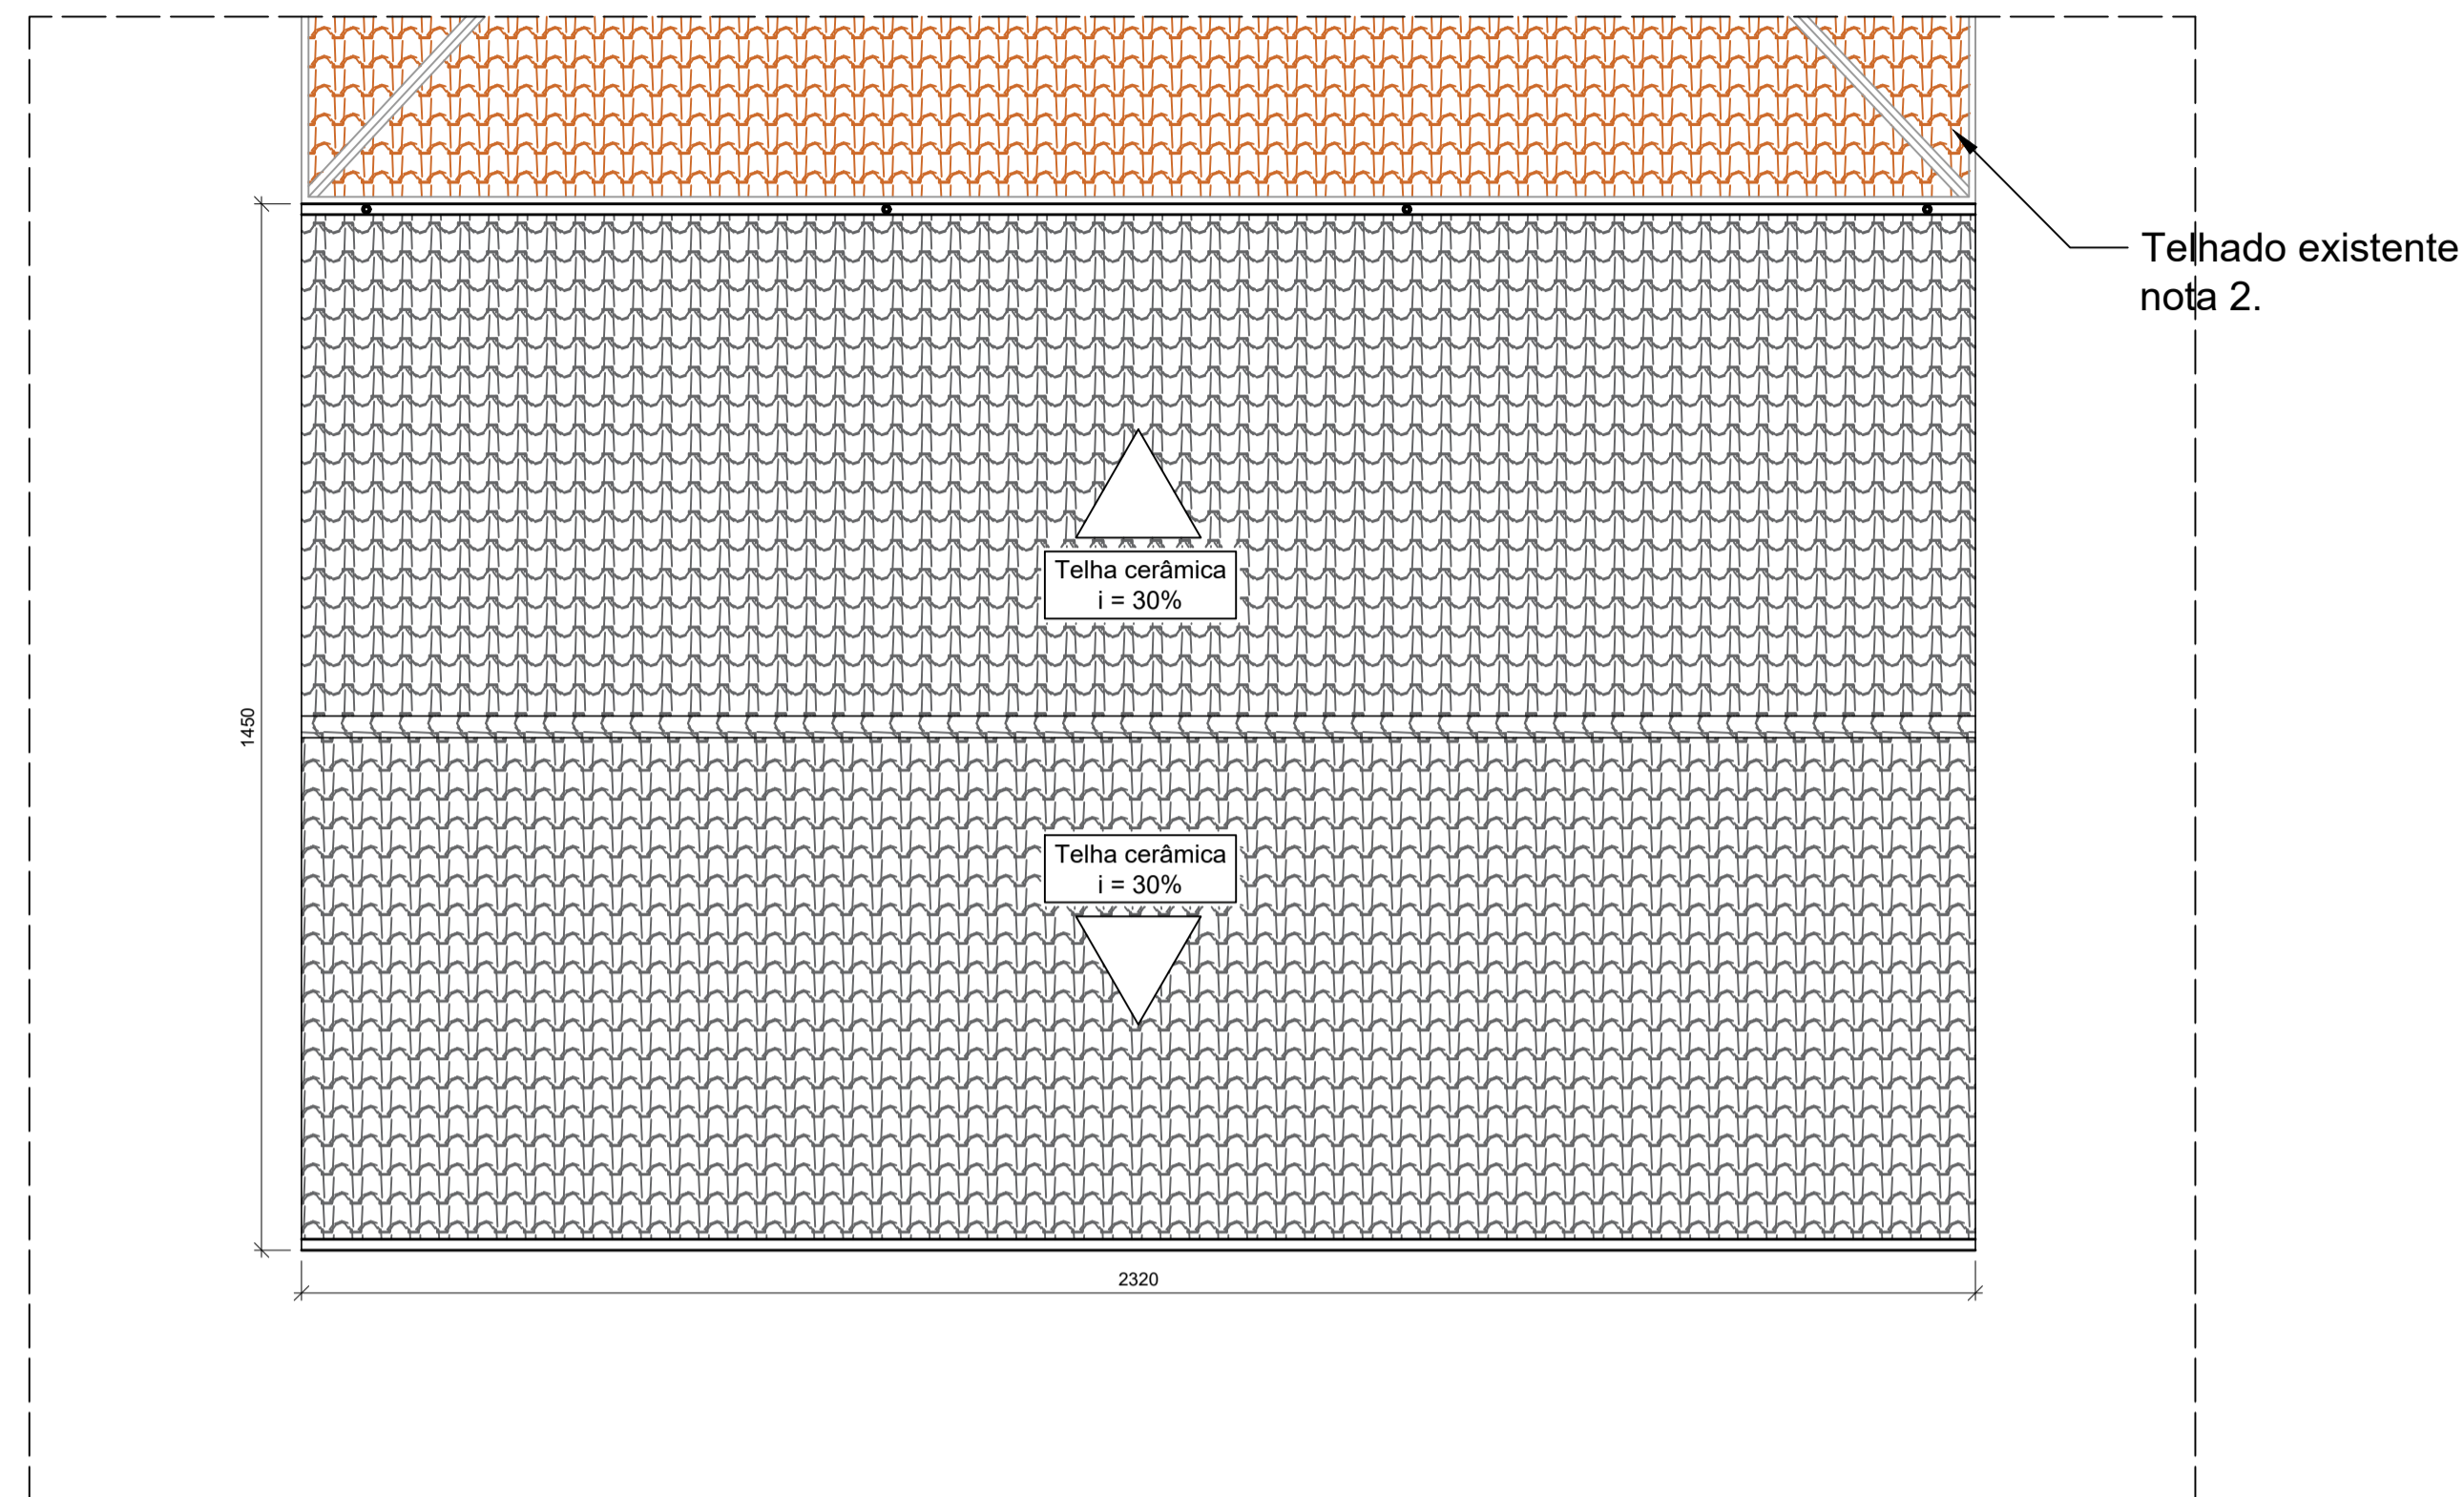 Telhado existente
nota 2.
Telha cerâmica
i = 30%
1450
Telha cerâmica
i = 30%
2320